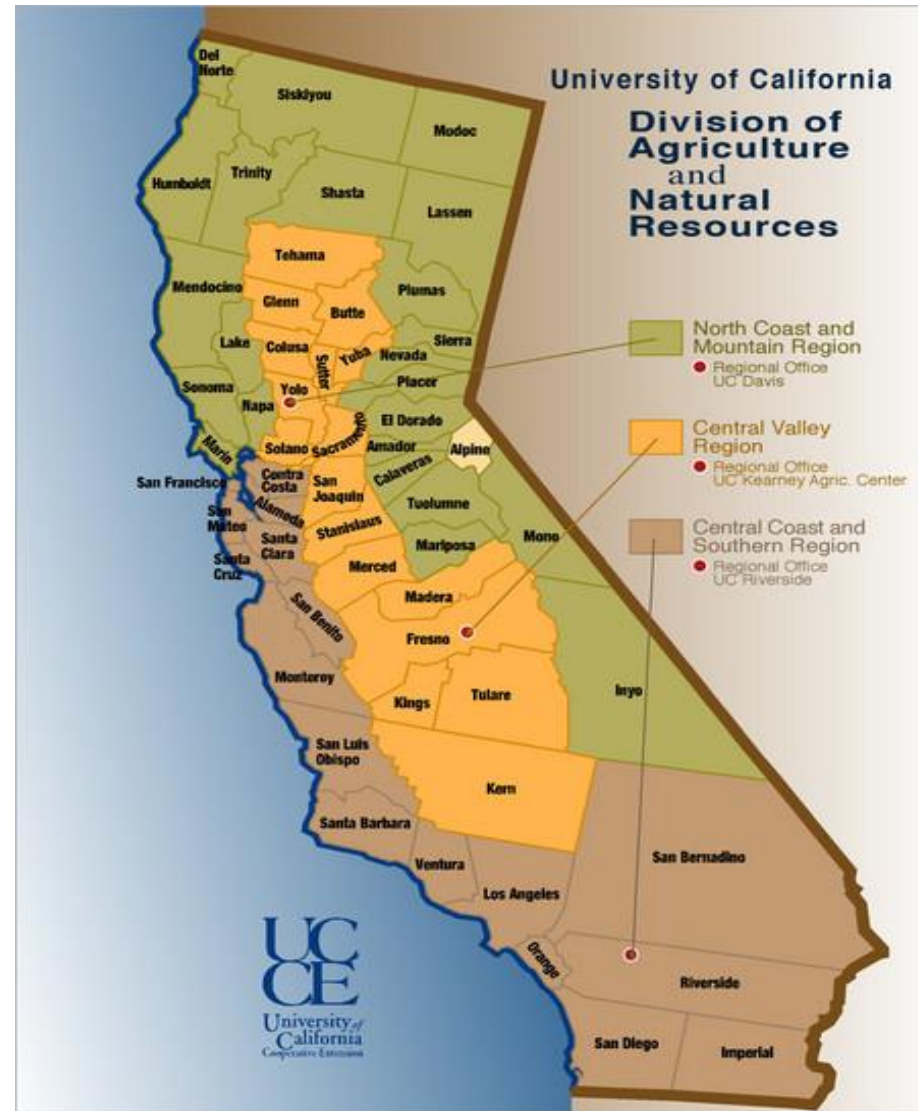 University of California
Division of
Agriculture
and
Natural
Resources
North Coast and
Mountain Region
Regional Office
UC Davis
Central Valley
Region
Regional Office
UC Kearney Agric. Center
Central Coast and
Southern Region
Regional Office
UC Riverside
Del
Norte
Siskiyou
Modoc
Humboldt
Trinity
Shasta
Lassen
Tehama
Mendocino
Plumas
Glenn
Butte
Lake
Colusa
Sutter
Yuba
Nevada
Sierra
Placer
Sonoma
Napa
Yolo
El Dorado
Marin
Solano
Sacramento
Amador
Alpine
San Francisco
Contra
Costa
San
Joaquin
Calaveras
Tuolumne
San
Mateo
Alameda
Stanislaus
Mono
Santa
Clara
Mariposa
Santa
Cruz
Merced
Madera
San Benito
Fresno
Monterey
Kings
Tulare
Inyo
San Luis
Obispo
Kern
Santa Barbara
San Bernadino
Ventura
Los Angeles
Orange
Riverside
San Diego
Imperial
UC
CE
University of
California
Cooperative Extension